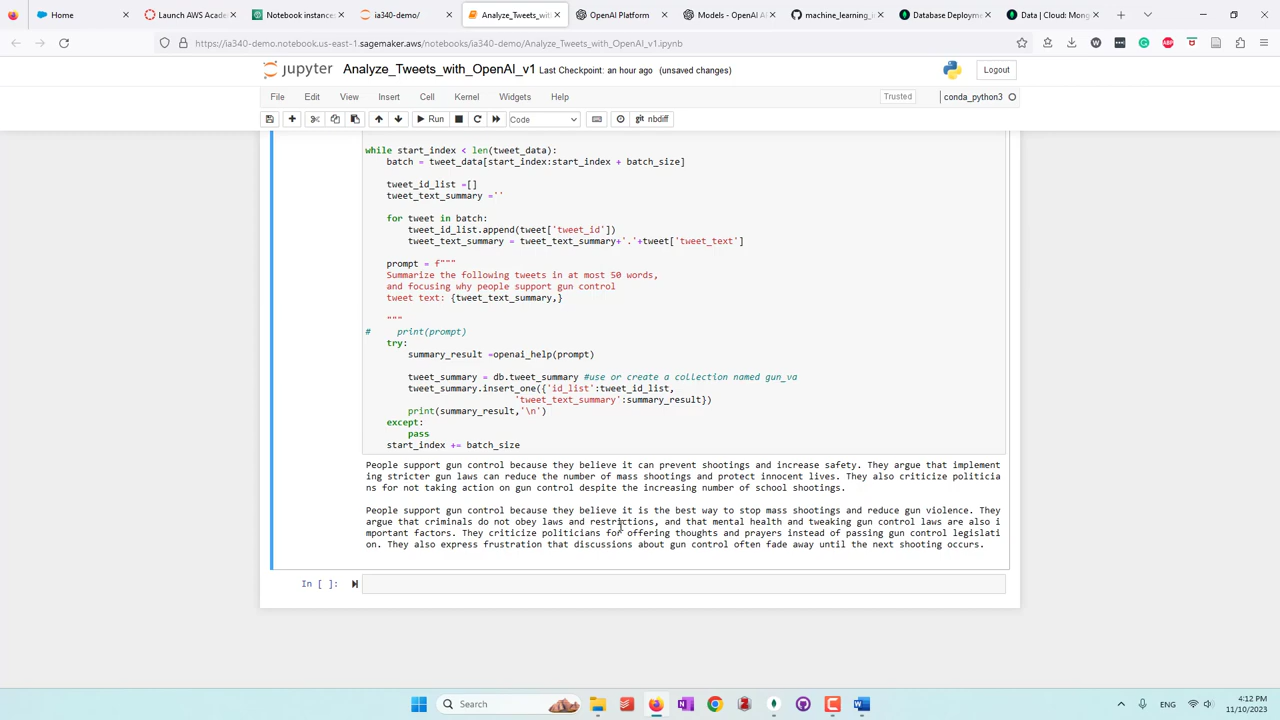 Home
Launch AWS Acade
Notebook instances
ia340-demo/
Analyze_Tweets_with
OpenAI Platform
Models - OpenAI A
machine_learning_i
Database Deployme
Data | Cloud: Mong
https://ia340-demo.notebook.us-east-1.sagemaker.aws/notebooks/ia340-demo/Analyze_Tweets_with_OpenAI_v1.ipynb
jupyter Analyze_Tweets_with_OpenAI_v1 Last Checkpoint: an hour ago (unsaved changes) Logout
File Edit View Insert Cell Kernel Widgets Help Trusted conda_python3
Run Code git nbdiff
while start_index < len(tweet_data):
batch = tweet_data[start_index:start_index + batch_size]
tweet_id_list =[]
tweet_text_summary =''
for tweet in batch:
tweet_id_list.append(tweet['tweet_id'])
tweet_text_summary = tweet_text_summary+'.'+tweet['tweet_text']
prompt = f"""
Summarize the following tweets in at most 50 words,
and focusing why people support gun control
tweet text: {tweet_text_summary,}
"""
# print(prompt)
try:
summary_result =openai_help(prompt)
tweet_summary = db.tweet_summary #use or create a collection named gun_va
tweet_summary.insert_one({'id_list':tweet_id_list,
'tweet_text_summary':summary_result})
print(summary_result,'\n')
except:
pass
start_index += batch_size
People support gun control because they believe it can prevent shootings and increase safety. They argue that implement
ing stricter gun laws can reduce the number of mass shootings and protect innocent lives. They also criticize politicia
ns for not taking action on gun control despite the increasing number of school shootings.
People support gun control because they believe it is the best way to stop mass shootings and reduce gun violence. They
argue that criminals do not obey laws and restrictions, and that mental health and tweaking gun control laws are also i
mportant factors. They criticize politicians for offering thoughts and prayers instead of passing gun control legislati
on. They also express frustration that discussions about gun control often fade away until the next shooting occurs.
In [ ]:
Search
ENG
4:12 PM
11/10/2023